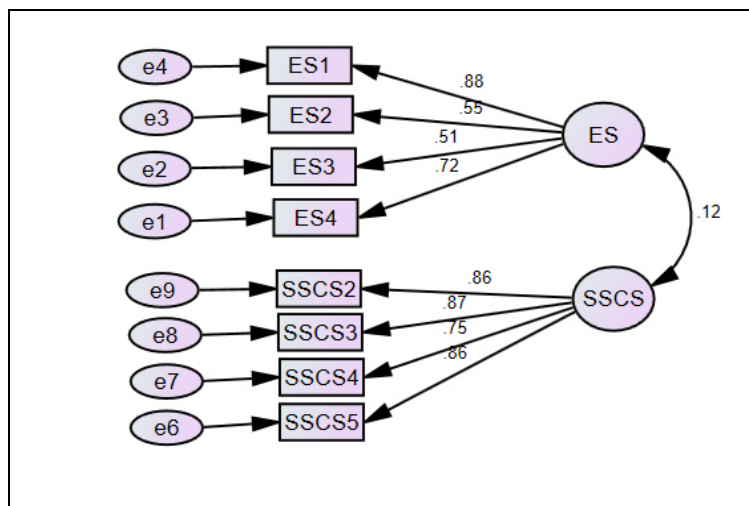 e4
ES1
.88
e3
ES2
.55
ES
e2
ES3
.51
e1
ES4
.72
.12
e9
SSCS2
.86
SSCS
e8
SSCS3
.87
e7
SSCS4
.75
e6
SSCS5
.86